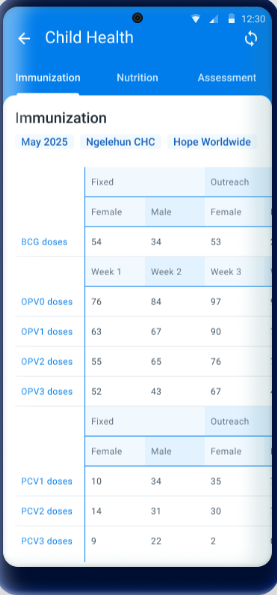 12:30
Child Health
Immunization Nutrition Assessment
Immunization
May 2025 Ngelehun CHC Hope Worldwide
Fixed Outreach
Female Male Female
BCG doses 54 34 53
Week 1 Week 2 Week 3
OPV0 doses 76 84 97
OPV1 doses 63 67 90
OPV2 doses 55 65 76
OPV3 doses 52 43 67
Fixed Outreach
Female Male Female
PCV1 doses 10 34 35
PCV2 doses 14 31 30
PCV3 doses 9 22 2